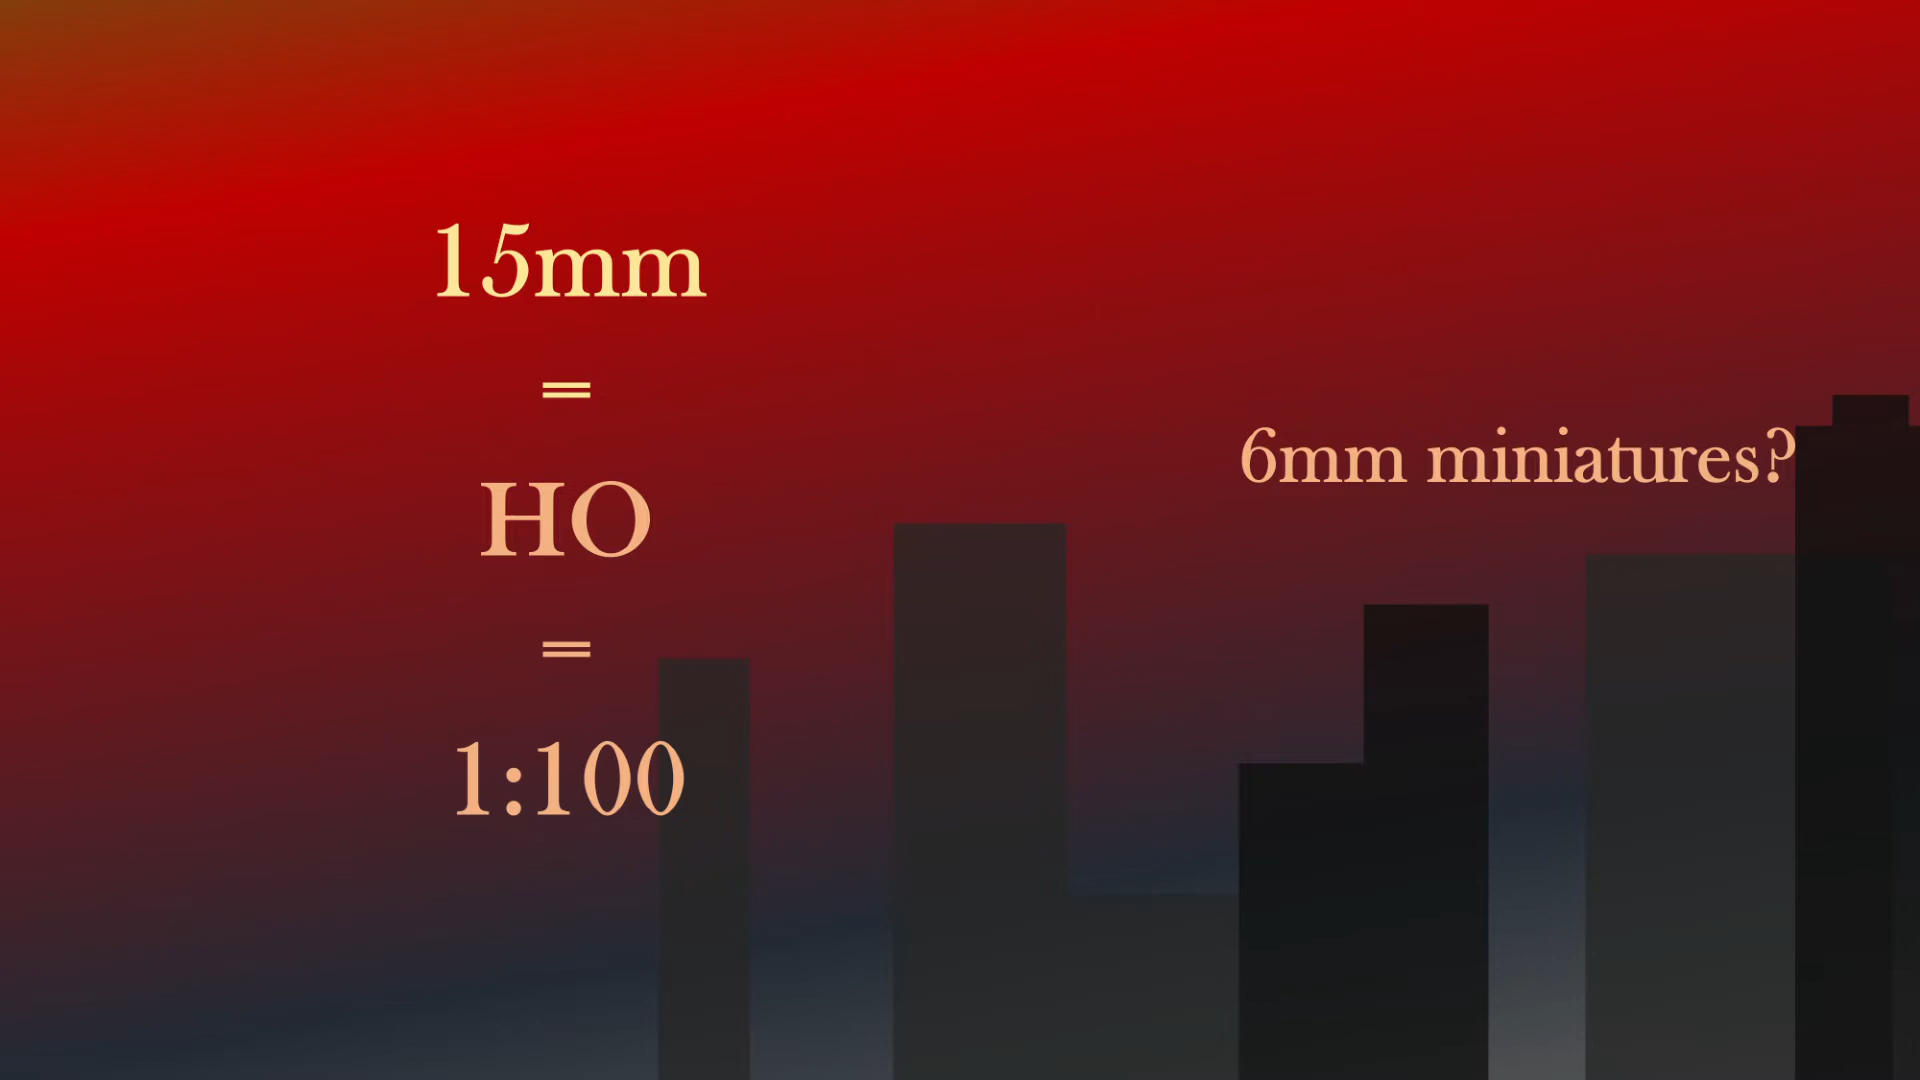 15mm
=
HO
=
1:100
6mm miniatures?